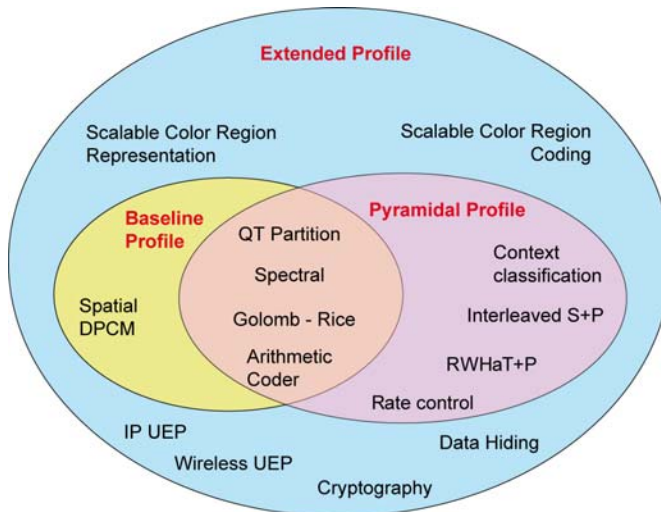 Extended Profile
Scalable Color Region
Representation
Scalable Color Region
Coding
Baseline
Profile
Pyramidal Profile
QT Partition
Spectral
Golomb - Rice
Arithmetic
Coder
Spatial
DPCM
Context
classification
Interleaved S+P
RWHaT+P
Rate control
IP UEP
Wireless UEP
Cryptography
Data Hiding